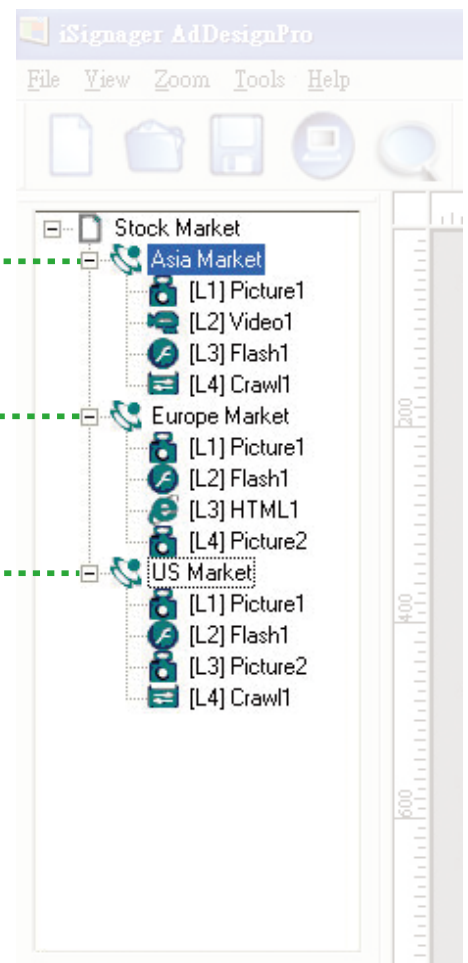 iSignager AdDesignPro
File View Zoom Tools Help
Stock Market
Asia Market
[L1] Picture1
[L2] Video1
[L3] Flash1
[L4] Crawl1
Europe Market
[L1] Picture1
[L2] Flash1
[L3] HTML1
[L4] Picture2
US Market
[L1] Picture1
[L2] Flash1
[L3] Picture2
[L4] Crawl1
200
400
600